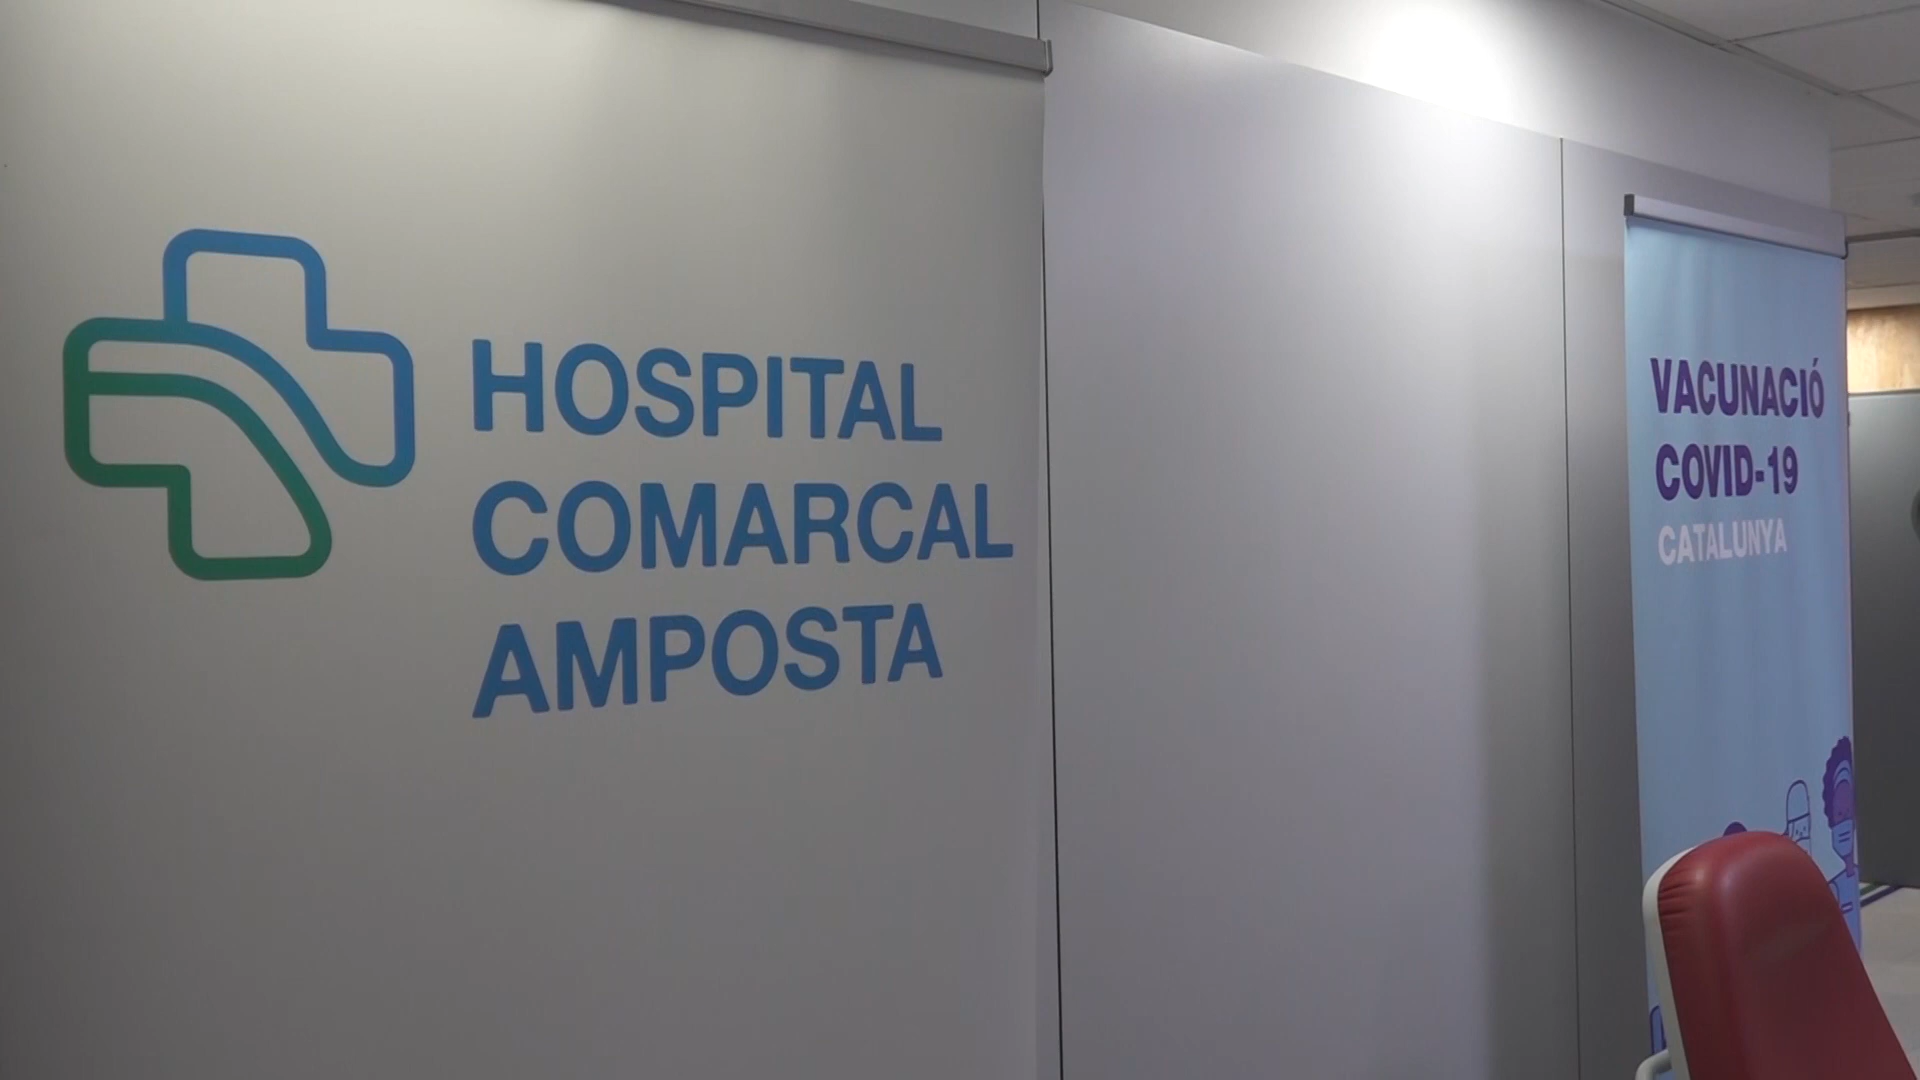 HOSPITAL
COMARCAL
AMPOSTA
VACUNACIÓ
COVID-19
CATALUNYA